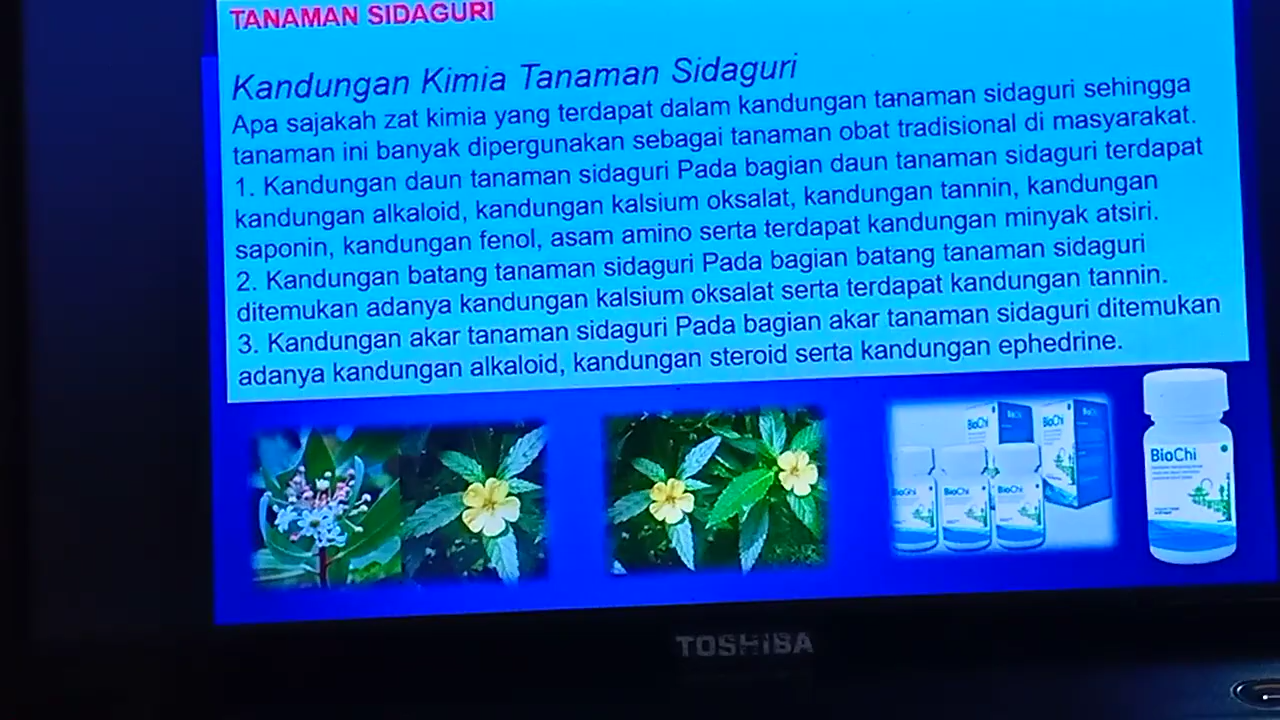 TANAMAN SIDAGURI
Kandungan Kimia Tanaman Sidaguri
Apa sajakah zat kimia yang terdapat dalam kandungan tanaman sidaguri sehingga
tanaman ini banyak dipergunakan sebagai tanaman obat tradisional di masyarakat.
1. Kandungan daun tanaman sidaguri Pada bagian daun tanaman sidaguri terdapat
kandungan alkaloid, kandungan kalsium oksalat, kandungan tannin, kandungan
saponin, kandungan fenol, asam amino serta terdapat kandungan minyak atsiri.
2. Kandungan batang tanaman sidaguri Pada bagian batang tanaman sidaguri
ditemukan adanya kandungan kalsium oksalat serta terdapat kandungan tannin.
3. Kandungan akar tanaman sidaguri Pada bagian akar tanaman sidaguri ditemukan
adanya kandungan alkaloid, kandungan steroid serta kandungan ephedrine.
BioChi BioChi
BioChi BioChi BioChi
BioChi
TOSHIBA